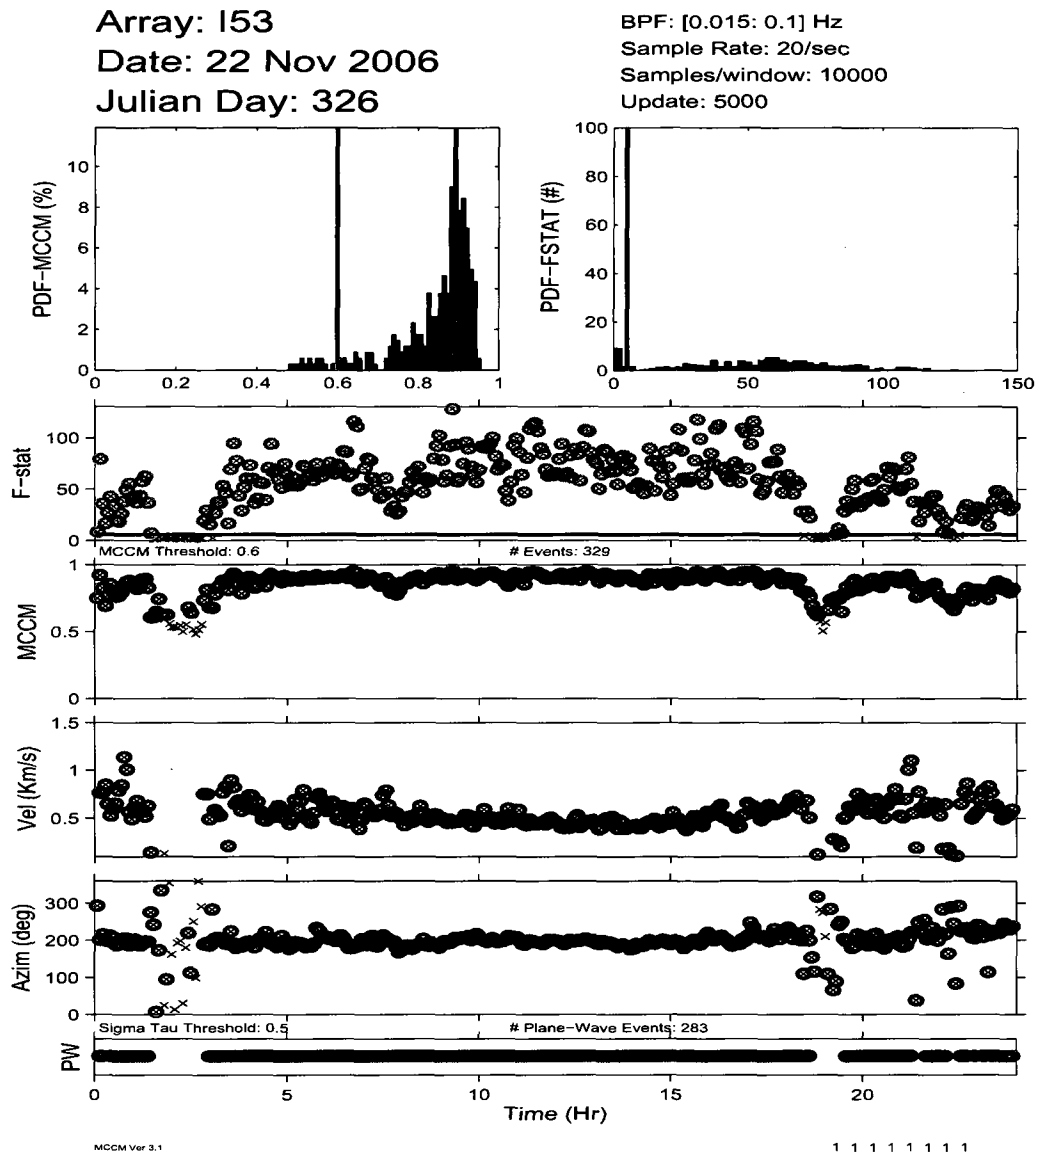 Array: I53
Date: 22 Nov 2006
Julian Day: 326
BPF: [0.015: 0.1] Hz
Sample Rate: 20/sec
Samples/window: 10000
Update: 5000
PDF-MCCM (%)
10
8
6
4
2
0
0 0.2 0.4 0.6 0.8 1
PDF-FSTAT (#)
100
80
60
40
20
0
0 50 100 150
F-stat
100
50
0
MCCM Threshold: 0.6 # Events: 329
MCCM
1
0.5
0
Vel (Km/s)
1.5
1
0.5
Azim (deg)
300
200
100
0
Sigma Tau Threshold: 0.5 # Plane-Wave Events: 283
PW
0 5 10 15 20
Time (Hr)
MCCM Ver 3.1
1 1 1 1 1 1 1 1